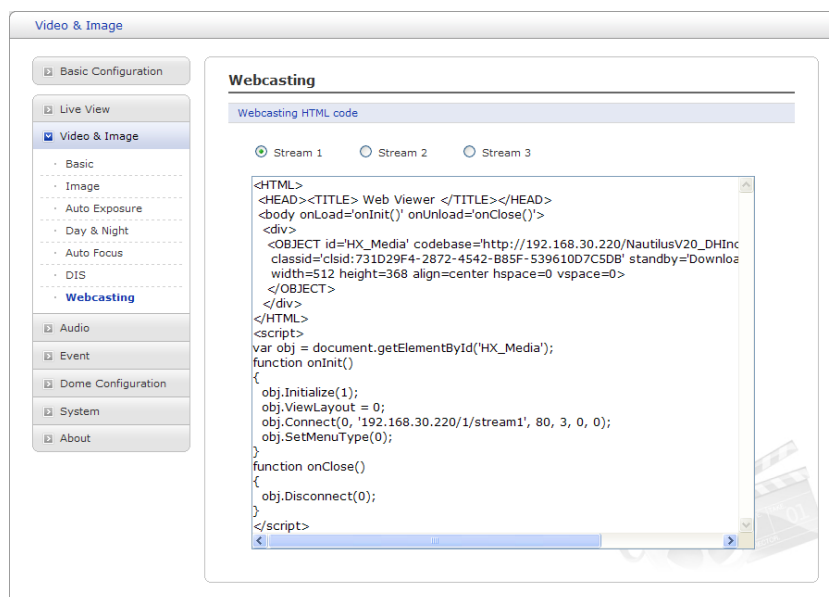 Video & Image
Basic Configuration
Live View
Video & Image
Basic
Image
Auto Exposure
Day & Night
Auto Focus
DIS
Webcasting
Audio
Event
Dome Configuration
System
About
Webcasting
Webcasting HTML code
Stream 1 Stream 2 Stream 3
<HTML>
<HEAD><TITLE> Web Viewer </TITLE></HEAD>
<body onLoad='onInit()' onUnload='onClose()'>
<div>
<OBJECT id='HX_Media' codebase='http://192.168.30.220/NautilusV20_DHInc
classid='clsid:731D29F4-2872-4542-B85F-539610D7C5DB' standby='Downloa
width=512 height=368 align=center hspace=0 vspace=0>
</OBJECT>
</div>
</HTML>
<script>
var obj = document.getElementById('HX_Media');
function onInit()
{
obj.Initialize(1);
obj.ViewLayout = 0;
obj.Connect(0, '192.168.30.220/1/stream1', 80, 3, 0, 0);
obj.SetMenuType(0);
}
function onClose()
{
obj.Disconnect(0);
}
</script>
01